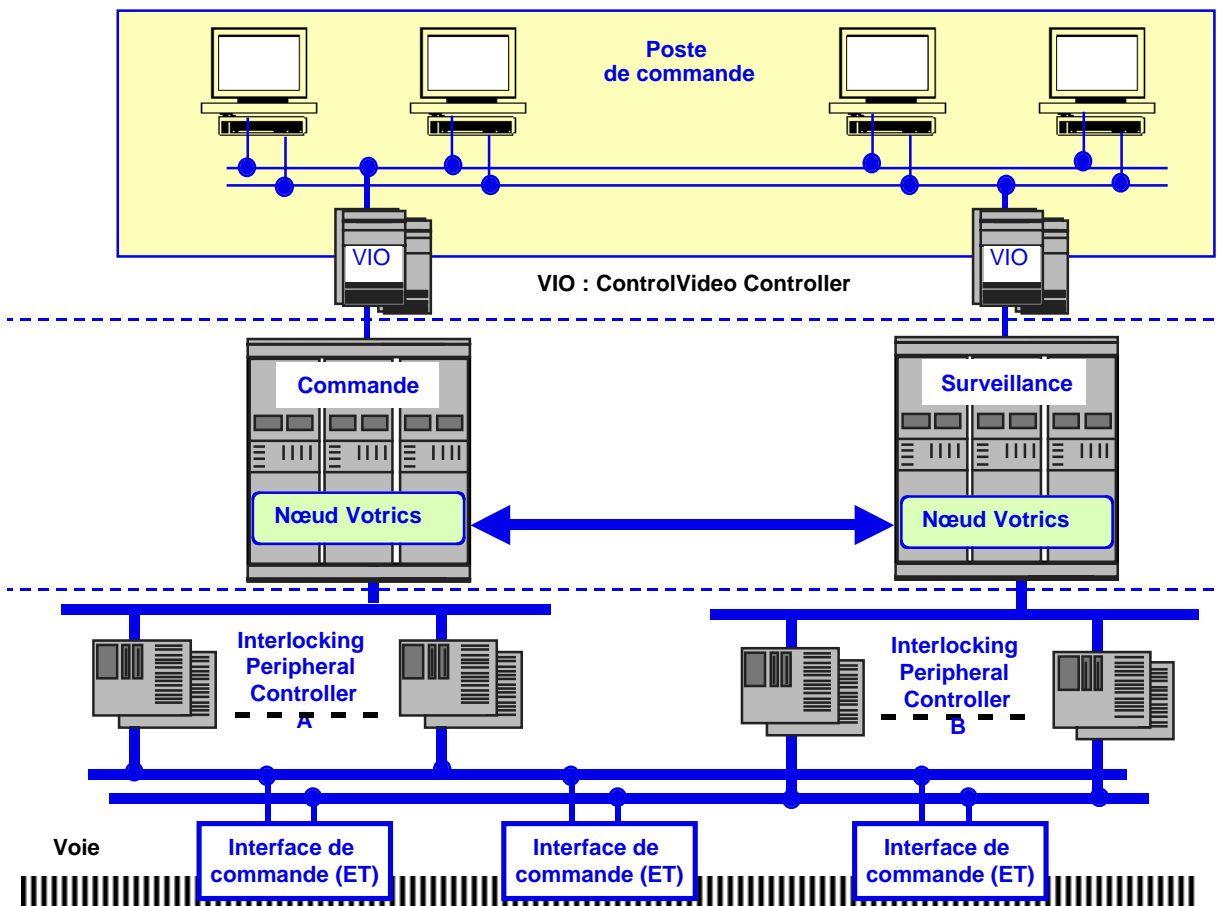 Poste
de commande
VIO
VIO
VIO : ControlVideo Controller
Commande
Surveillance
Nœud Votrics
Nœud Votrics
Interlocking
Peripheral
Controller
A
Interlocking
Peripheral
Controller
B
Voie
Interface de
commande (ET)
Interface de
commande (ET)
Interface de
commande (ET)